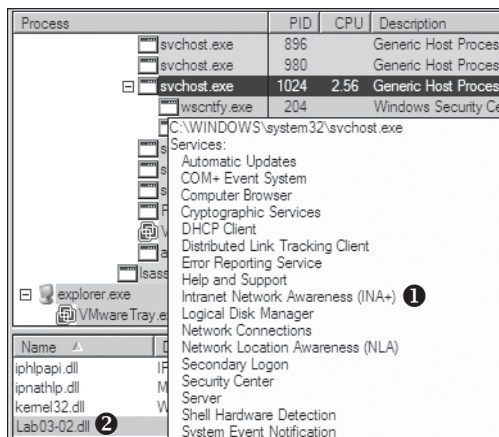 Process PID CPU Description
svchost.exe 896 Generic Host Proces
svchost.exe 980 Generic Host Proces
svchost.exe 1024 2.56 Generic Host Proces
wscntfy.exe 204 Windows Security Ce
C:\WINDOWS\system32\svchost.exe
Services:
Automatic Updates
COM+ Event System
Computer Browser
Cryptographic Services
DHCP Client
Distributed Link Tracking Client
Error Reporting Service
Help and Support
Intranet Network Awareness (INA+) ❶
Logical Disk Manager
Network Connections
Network Location Awareness (NLA)
Secondary Logon
Security Center
Server
Shell Hardware Detection
System Event Notification
lsass
explorer.exe
VMwareTray.e
Name
iphlpapi.dll
ipnathlp.dll
kernel32.dll
Lab03-02.dll ❷